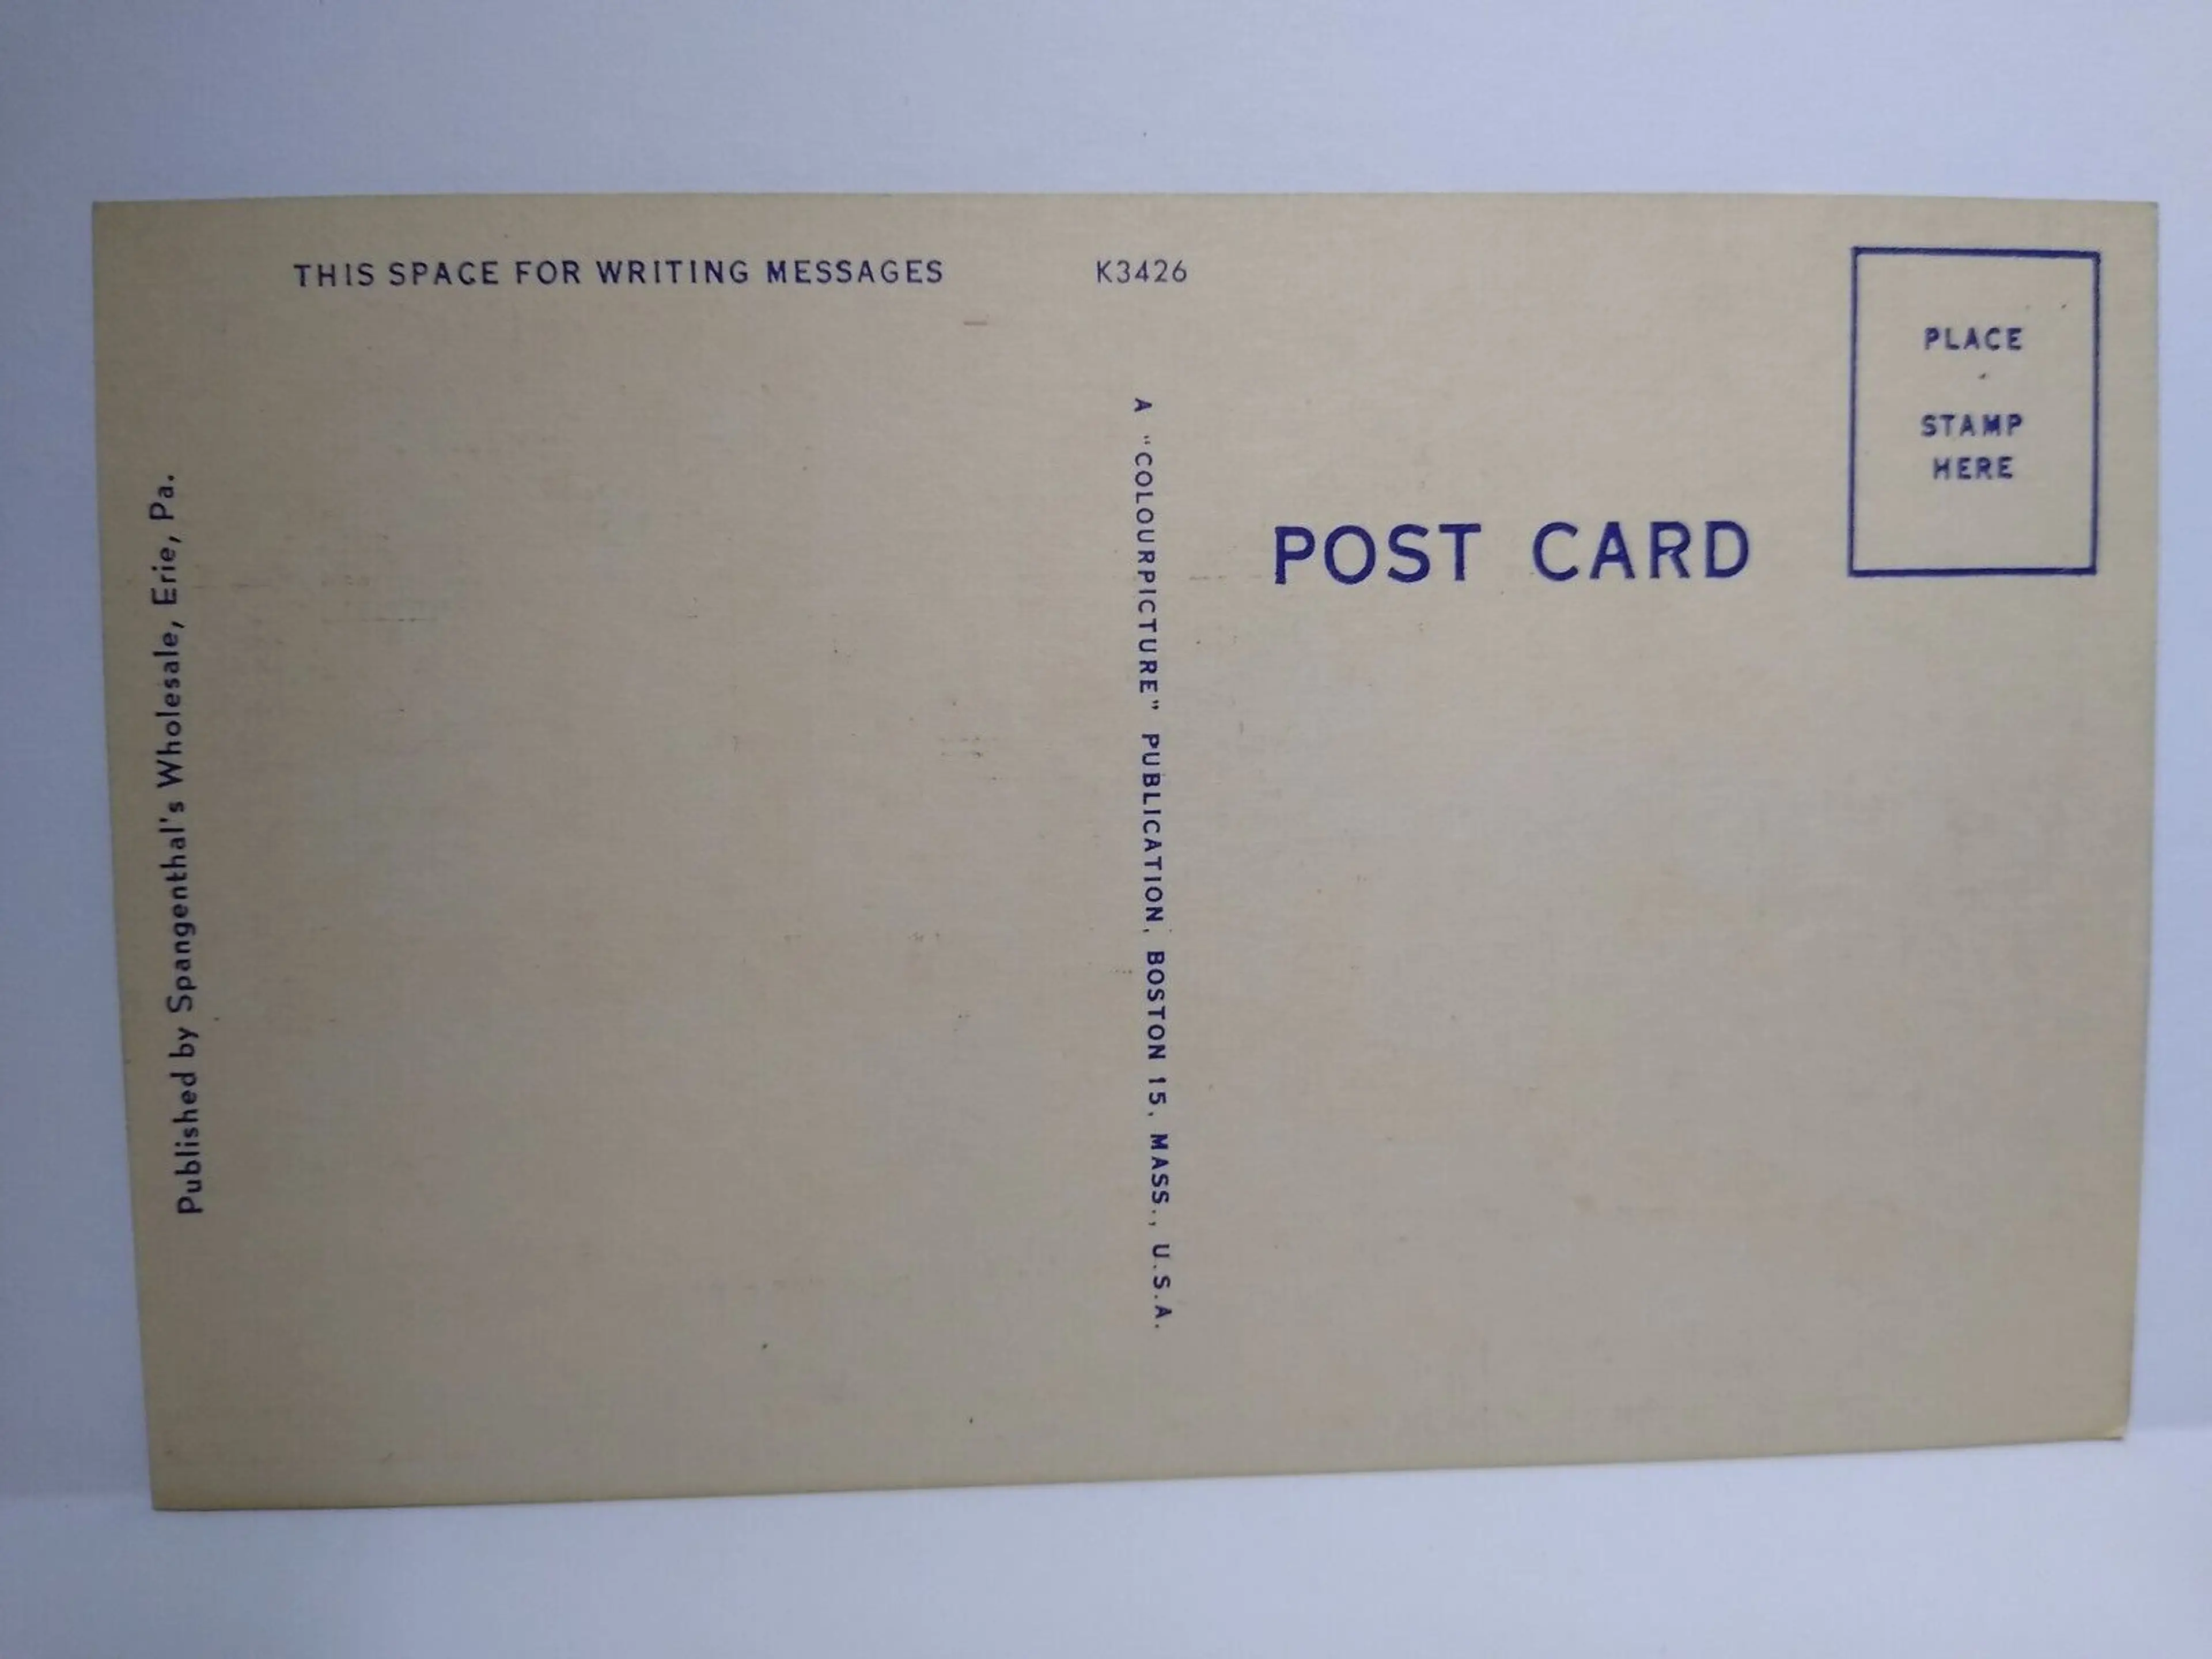 THIS SPACE FOR WRITING MESSAGES
K3426
PLACE
STAMP
HERE
POST CARD
A "COLOURPICTURE" PUBLICATION, BOSTON 15, MASS., U.S.A.
Published by Spangenthal's Wholesale, Erie, Pa.